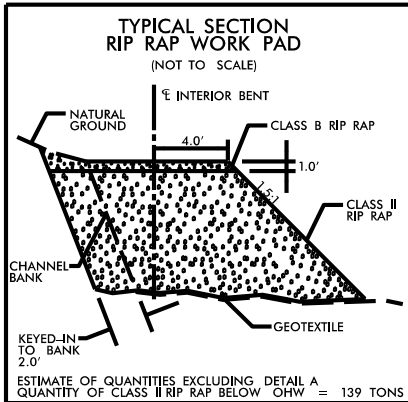 TYPICAL SECTION
RIP RAP WORK PAD
(NOT TO SCALE)
℄ INTERIOR BENT
NATURAL
GROUND
4.0'
CLASS B RIP RAP
1.0'
1.5:1
CLASS II
RIP RAP
CHANNEL
BANK
GEOTEXTILE
KEYED-IN
TO BANK
2.0'
ESTIMATE OF QUANTITIES EXCLUDING DETAIL A
QUANTITY OF CLASS II RIP RAP BELOW OHW = 139 TONS